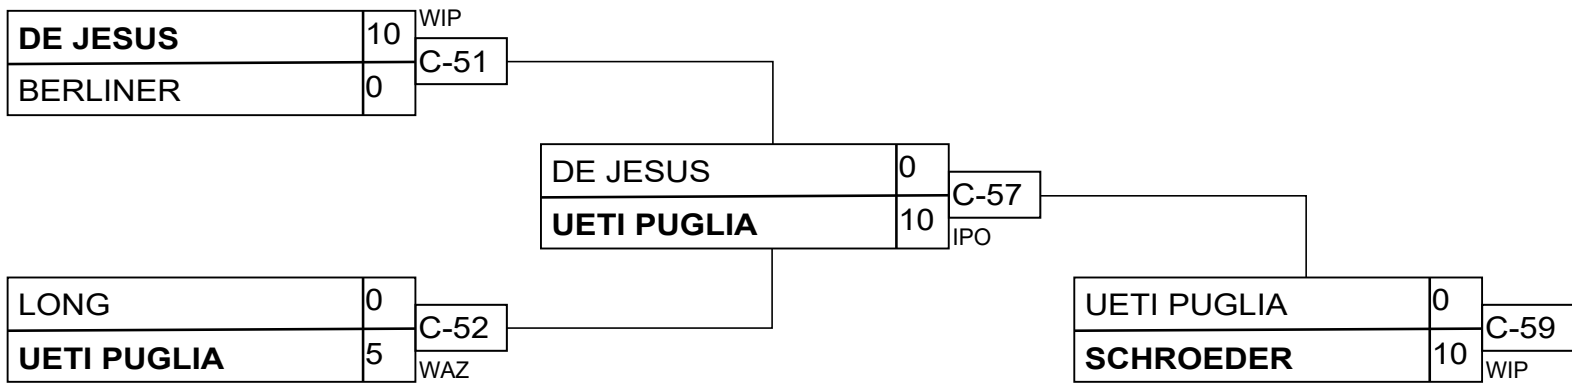 WIP
DE JESUS 10
C-51
BERLINER 0
DE JESUS 0
C-57
UETI PUGLIA 10
IPO
LONG 0
C-52
UETI PUGLIA 5
WAZ
UETI PUGLIA 0
C-59
SCHROEDER 10
WIP